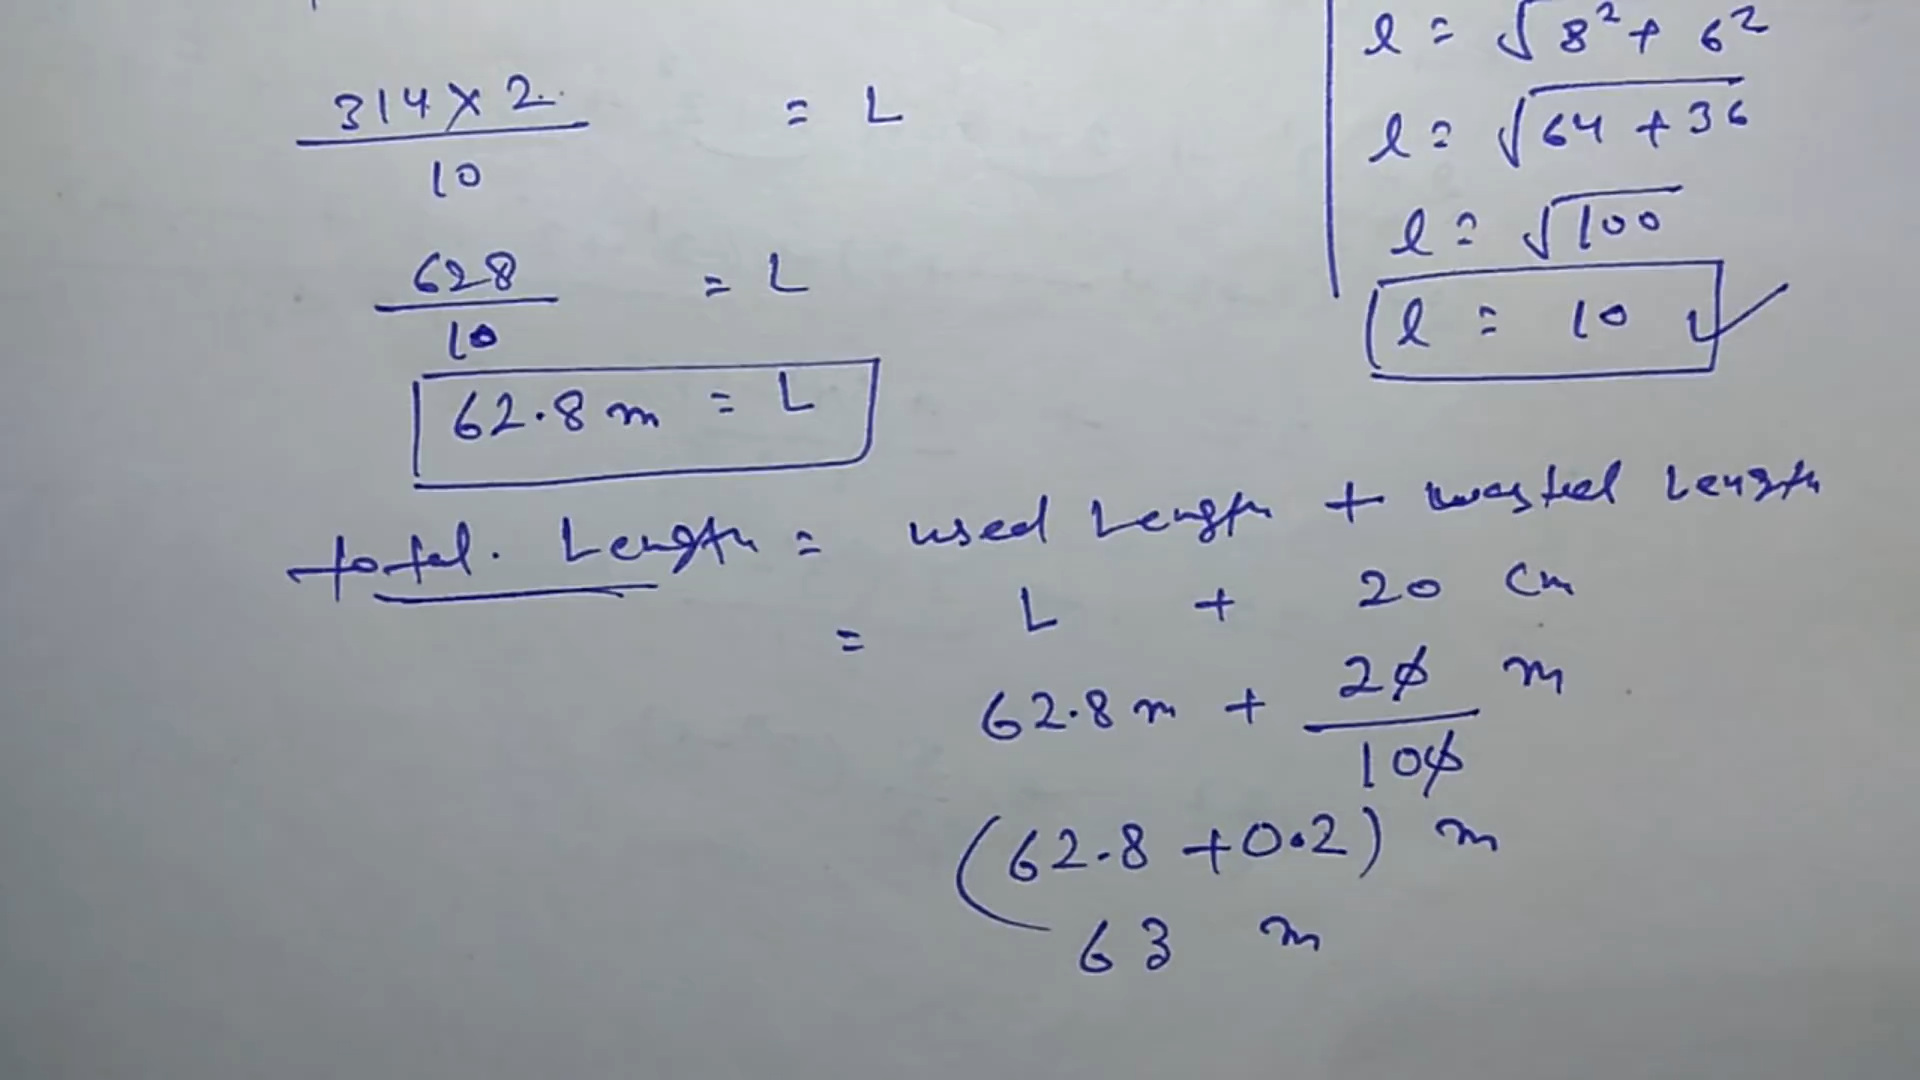 314 × 2 = L
10
628 = L
10
62.8 m = L
l = √8² + 6²
l = √64 + 36
l = √100
l = 10 ✓
total. Length = used Length + wasted Length
= L + 20 cm
62.8 m + 20 m
100
(62.8 + 0.2) m
63 m